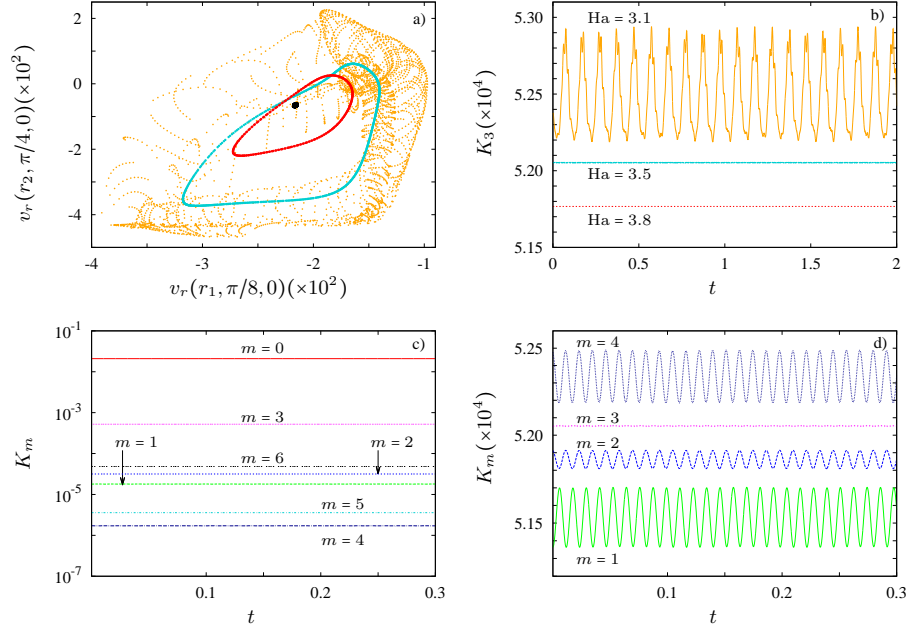 a)
2
0
-2
-4
-4
-3
-2
-1
v_r(r_2, π/4, 0)(×10^2)
v_r(r_1, π/8, 0)(×10^2)
b)
Ha = 3.1
Ha = 3.5
Ha = 3.8
5.30
5.25
5.20
5.15
0
0.5
1
1.5
2
K_3(×10^4)
t
c)
m = 0
m = 3
m = 1
m = 2
m = 6
m = 5
m = 4
10^-1
10^-3
10^-5
10^-7
0.1
0.2
0.3
K_m
t
d)
m = 4
m = 3
m = 2
m = 1
5.25
5.20
5.15
0.1
0.2
0.3
K_m(×10^4)
t